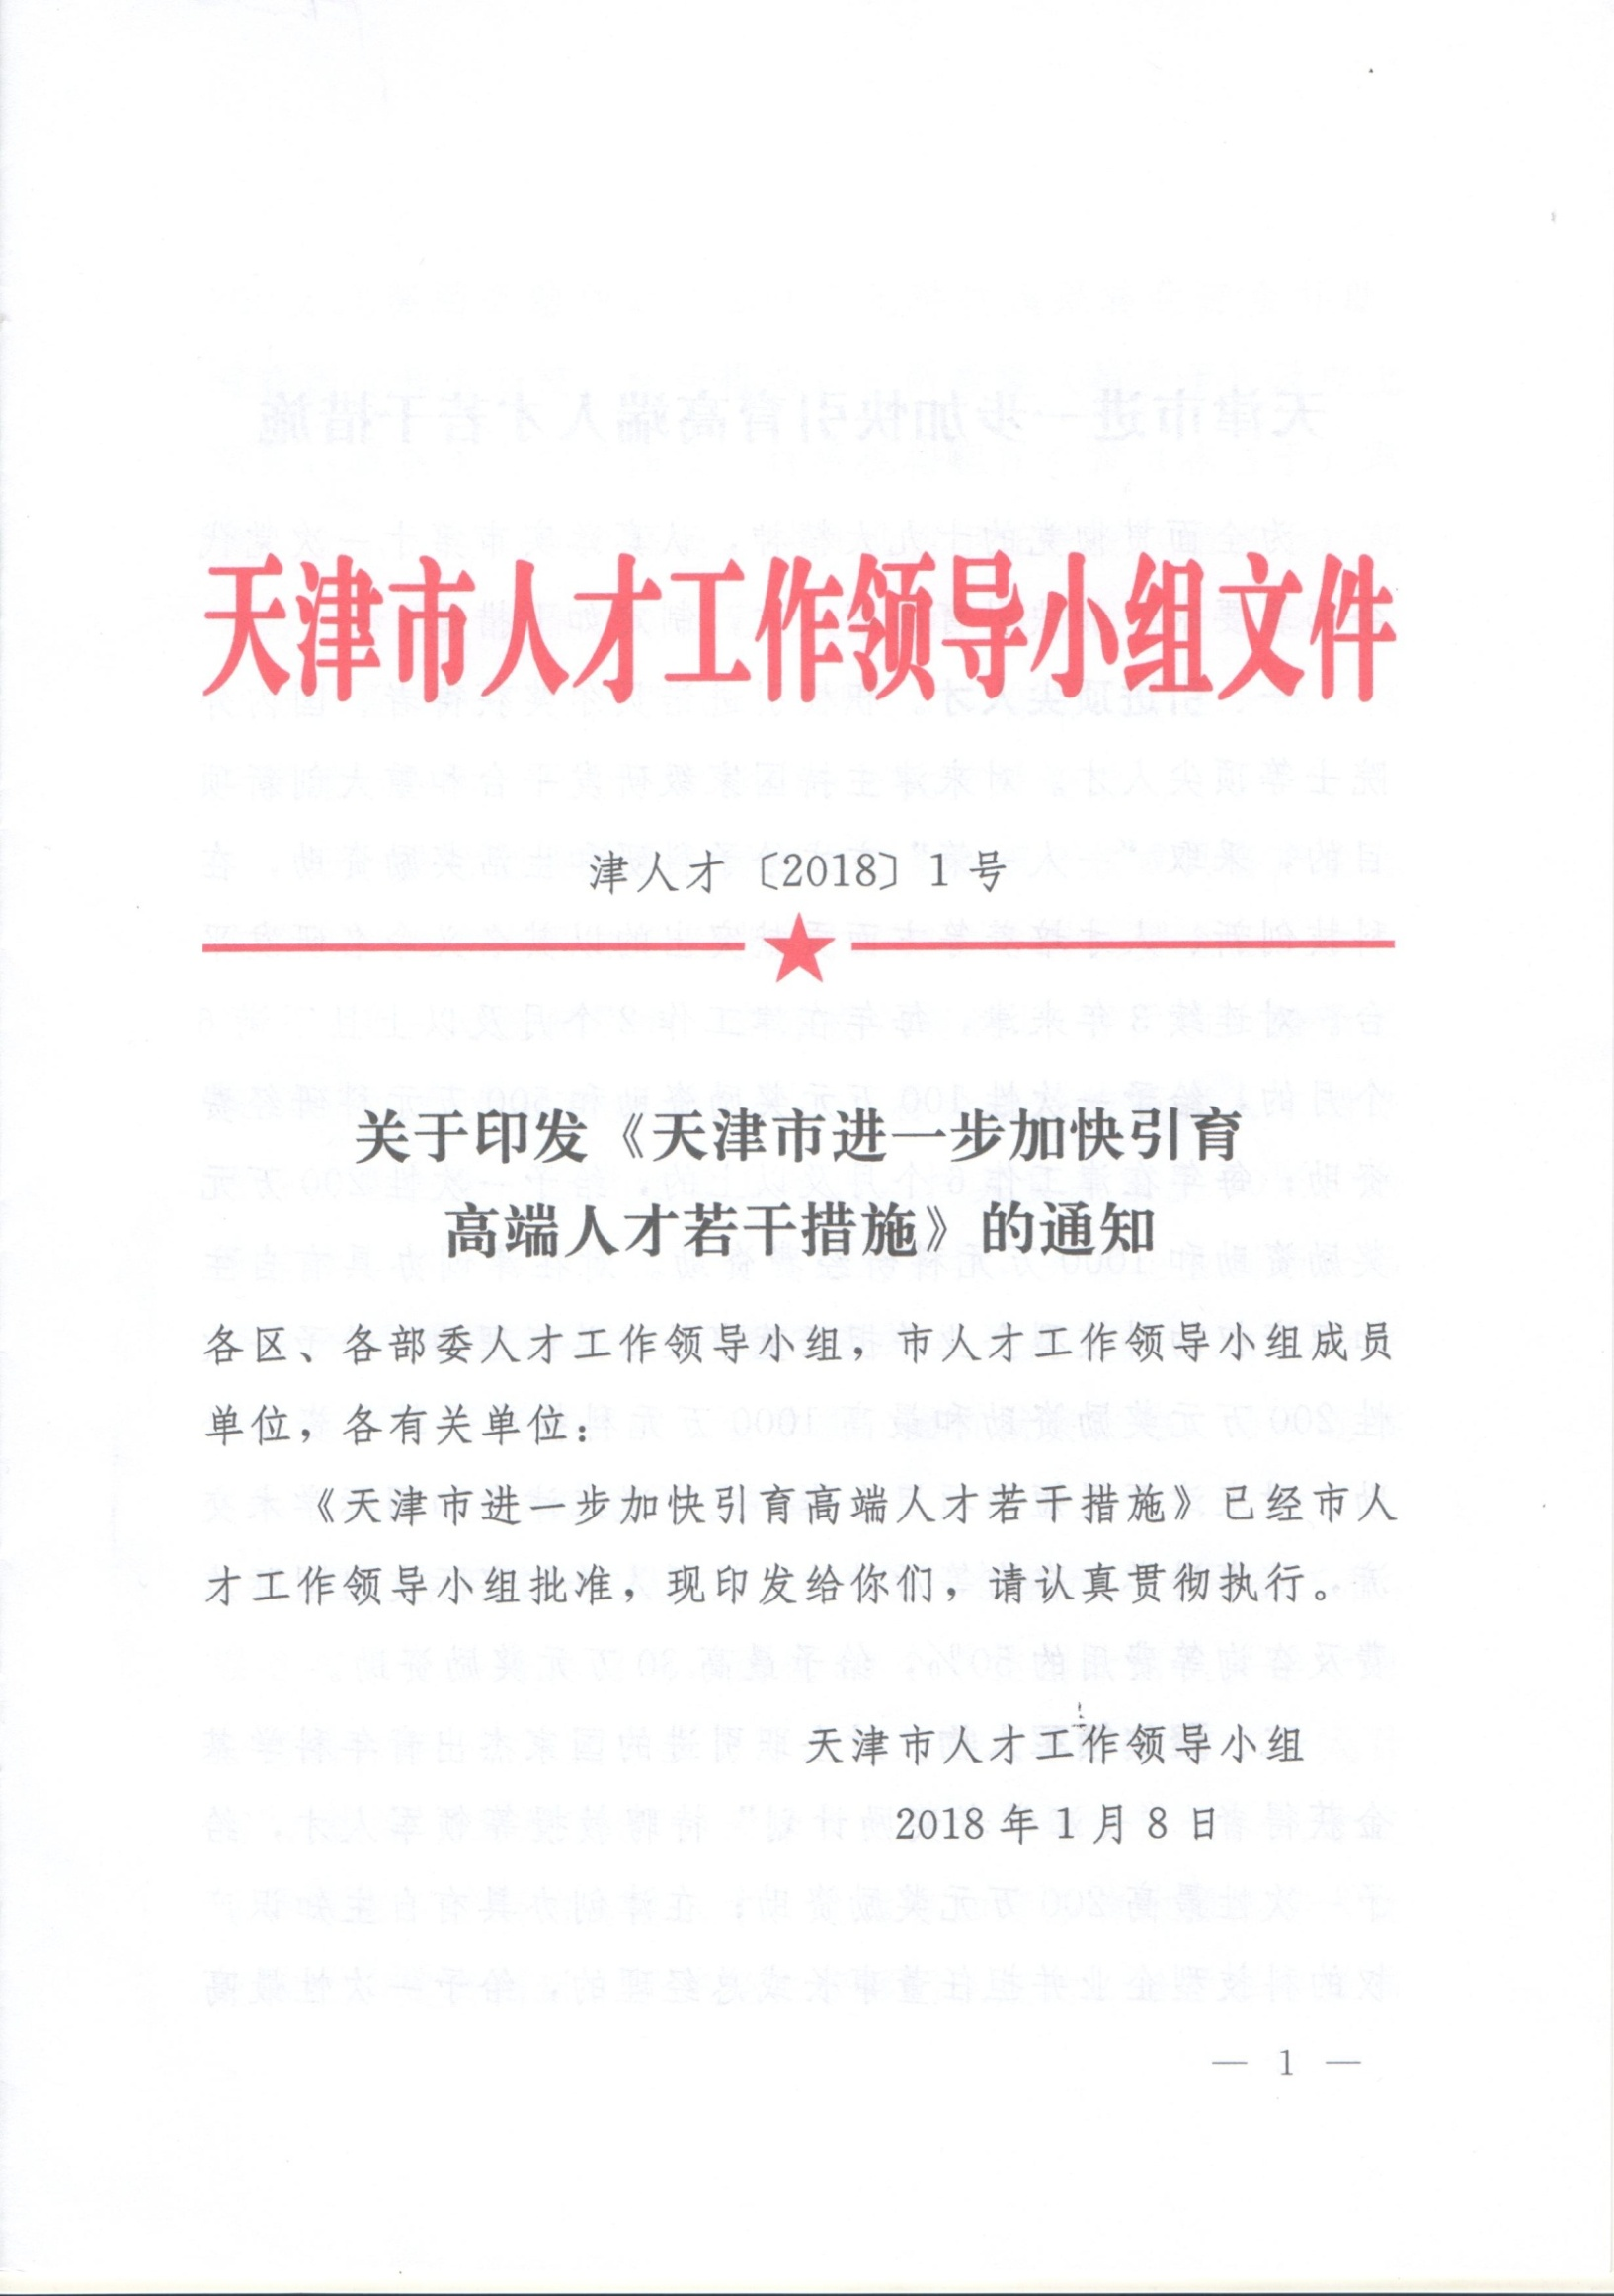 天津市人才工作领导小组文件
津人才〔2018〕1号
关于印发《天津市进一步加快引育
高端人才若干措施》的通知
各区、各部委人才工作领导小组，市人才工作领导小组成员
单位，各有关单位：
《天津市进一步加快引育高端人才若干措施》已经市人
才工作领导小组批准，现印发给你们，请认真贯彻执行。
天津市人才工作领导小组
2018年1月8日
— 1 —